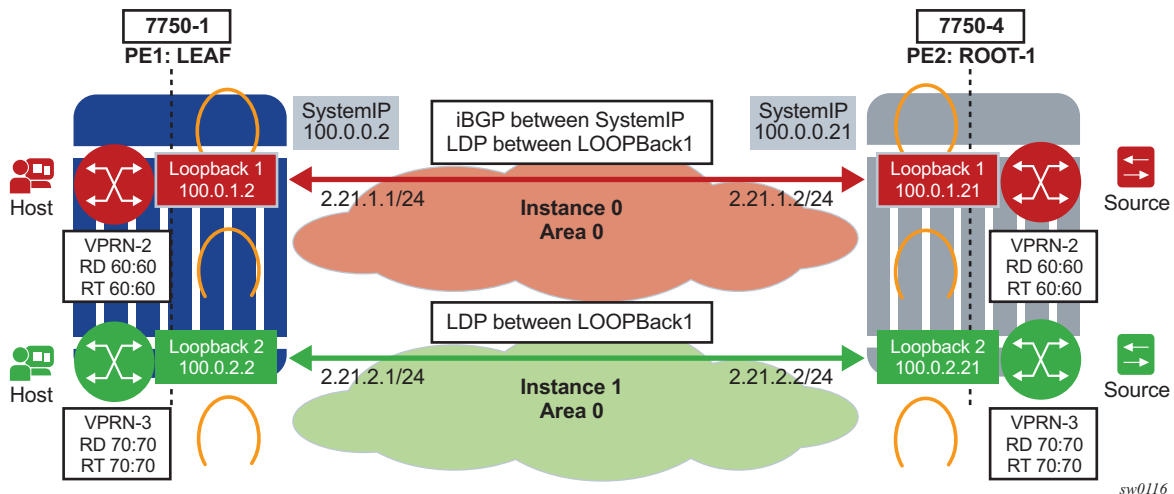 7750-1
PE1: LEAF
7750-4
PE2: ROOT-1
SystemIP
100.0.0.2
iBGP between SystemIP
LDP between LOOPBack1
SystemIP
100.0.0.21
Host
Loopback 1
100.0.1.2
2.21.1.1/24
2.21.1.2/24
Loopback 1
100.0.1.21
Source
Instance 0
Area 0
VPRN-2
RD 60:60
RT 60:60
VPRN-2
RD 60:60
RT 60:60
LDP between LOOPBack1
Host
Loopback 2
100.0.2.2
2.21.2.1/24
2.21.2.2/24
Loopback 2
100.0.2.21
Source
Instance 1
Area 0
VPRN-3
RD 70:70
RT 70:70
VPRN-3
RD 70:70
RT 70:70
sw0116